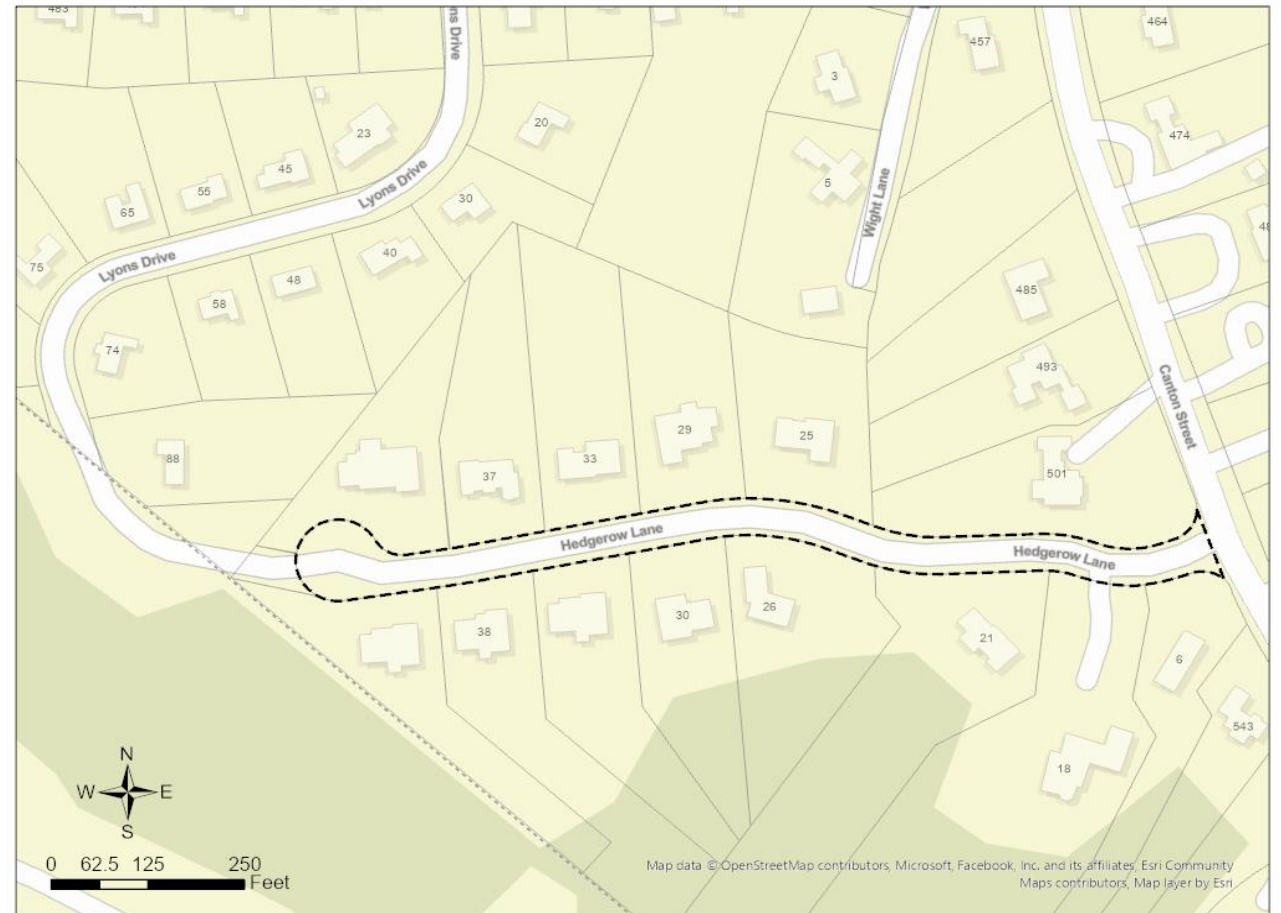 464
457
3
474
23
20
45
5
55
30
65
Lyons Drive
Lyons Drive
Lyons Drive
Wight Lane
40
75
48
485
58
74
493
Canton Street
29
25
88
33
37
501
Hedgerow Lane
Hedgerow Lane
26
30
38
21
6
543
18
N
W E
S
0 62.5 125 250
Feet
Map data © OpenStreetMap contributors, Microsoft, Facebook, Inc. and its affiliates, Esri Community
Maps contributors, Map layer by Esri